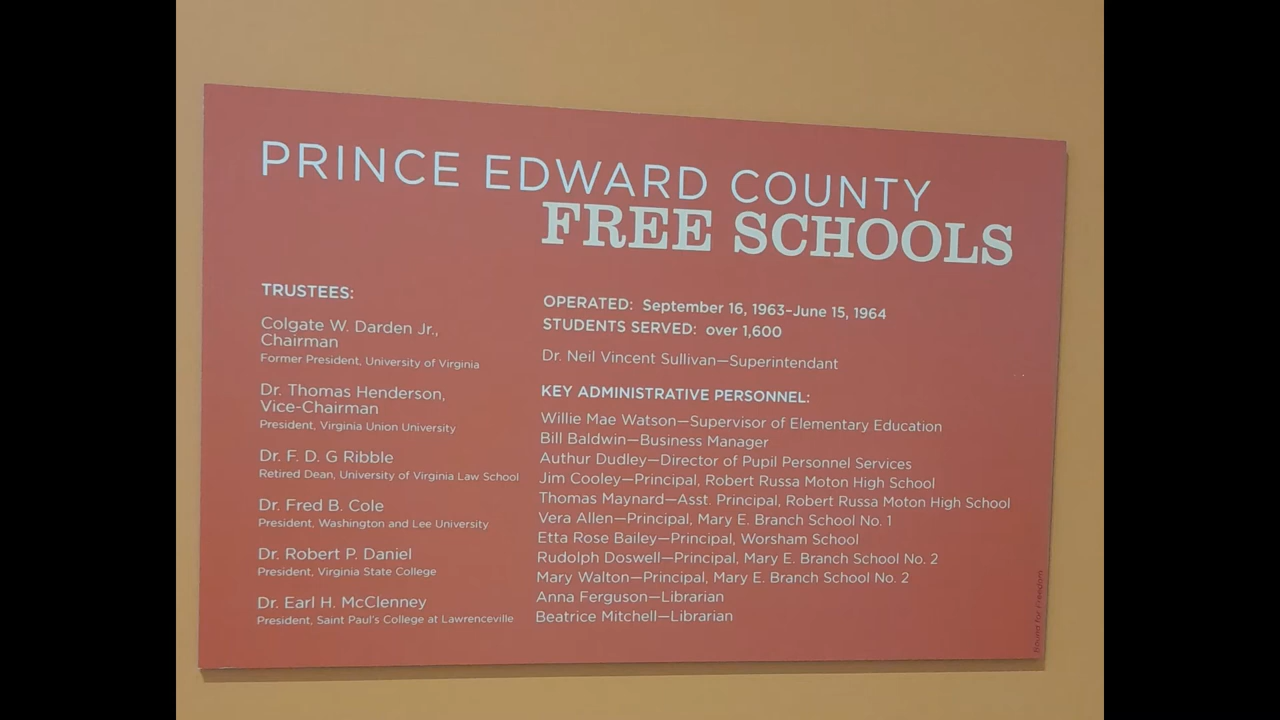 PRINCE EDWARD COUNTY
FREE SCHOOLS
TRUSTEES:
Colgate W. Darden Jr.,
Chairman
Former President, University of Virginia
Dr. Thomas Henderson,
Vice-Chairman
President, Virginia Union University
Dr. F. D. G Ribble
Retired Dean, University of Virginia Law School
Dr. Fred B. Cole
President, Washington and Lee University
Dr. Robert P. Daniel
President, Virginia State College
Dr. Earl H. McClenney
President, Saint Paul's College at Lawrenceville
OPERATED: September 16, 1963–June 15, 1964
STUDENTS SERVED: over 1,600
Dr. Neil Vincent Sullivan—Superintendant
KEY ADMINISTRATIVE PERSONNEL:
Willie Mae Watson—Supervisor of Elementary Education
Bill Baldwin—Business Manager
Authur Dudley—Director of Pupil Personnel Services
Jim Cooley—Principal, Robert Russa Moton High School
Thomas Maynard—Asst. Principal, Robert Russa Moton High School
Vera Allen—Principal, Mary E. Branch School No. 1
Etta Rose Bailey—Principal, Worsham School
Rudolph Doswell—Principal, Mary E. Branch School No. 2
Mary Walton—Principal, Mary E. Branch School No. 2
Anna Ferguson—Librarian
Beatrice Mitchell—Librarian
Bound for Freedom